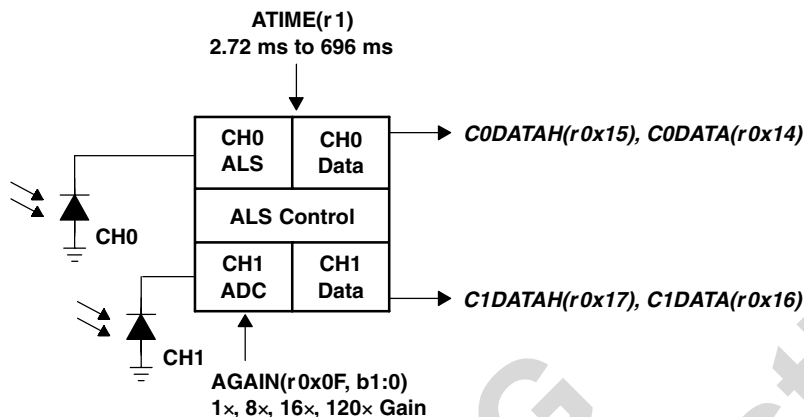 ATIME(r1)
2.72 ms to 696 ms
CH0
ALS
CH0
Data
C0DATAH(r0x15), C0DATA(r0x14)
ALS Control
CH0
CH1
ADC
CH1
Data
C1DATAH(r0x17), C1DATA(r0x16)
CH1
AGAIN(r0x0F, b1:0)
1×, 8×, 16×, 120× Gain